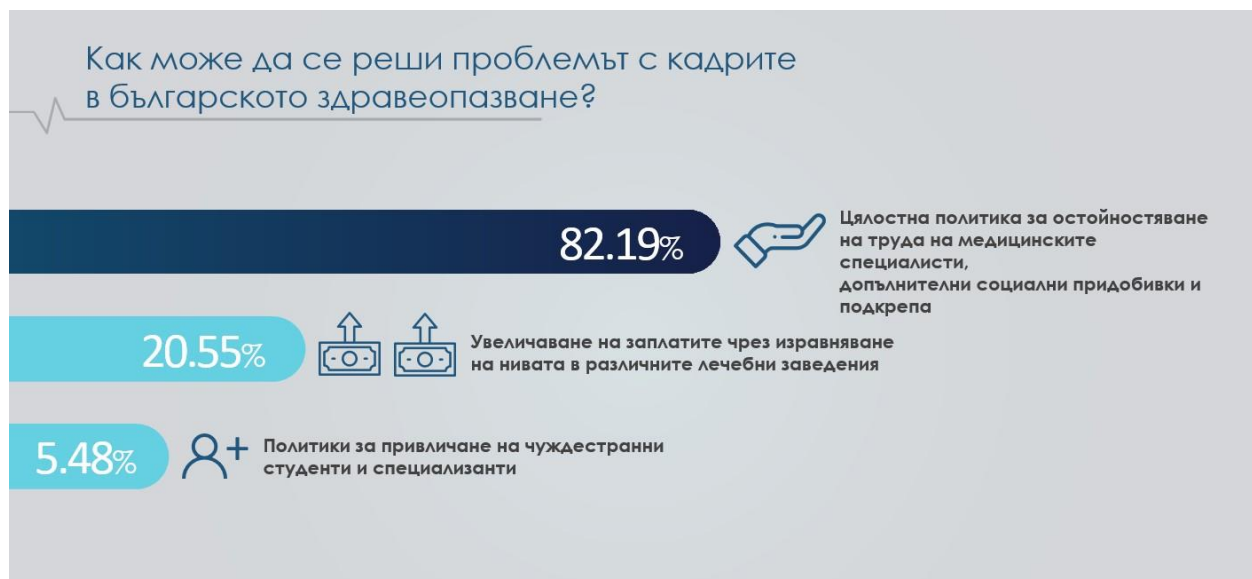 Как може да се реши проблемът с кадрите
в българското здравеопазване?
82.19%
Цялостна политика за остойностяване
на труда на медицинските
специалисти,
допълнителни социални придобивки и
подкрепа
20.55%
Увеличаване на заплатите чрез изравняване
на нивата в различните лечебни заведения
5.48%
Политики за привличане на чуждестранни
студенти и специализанти